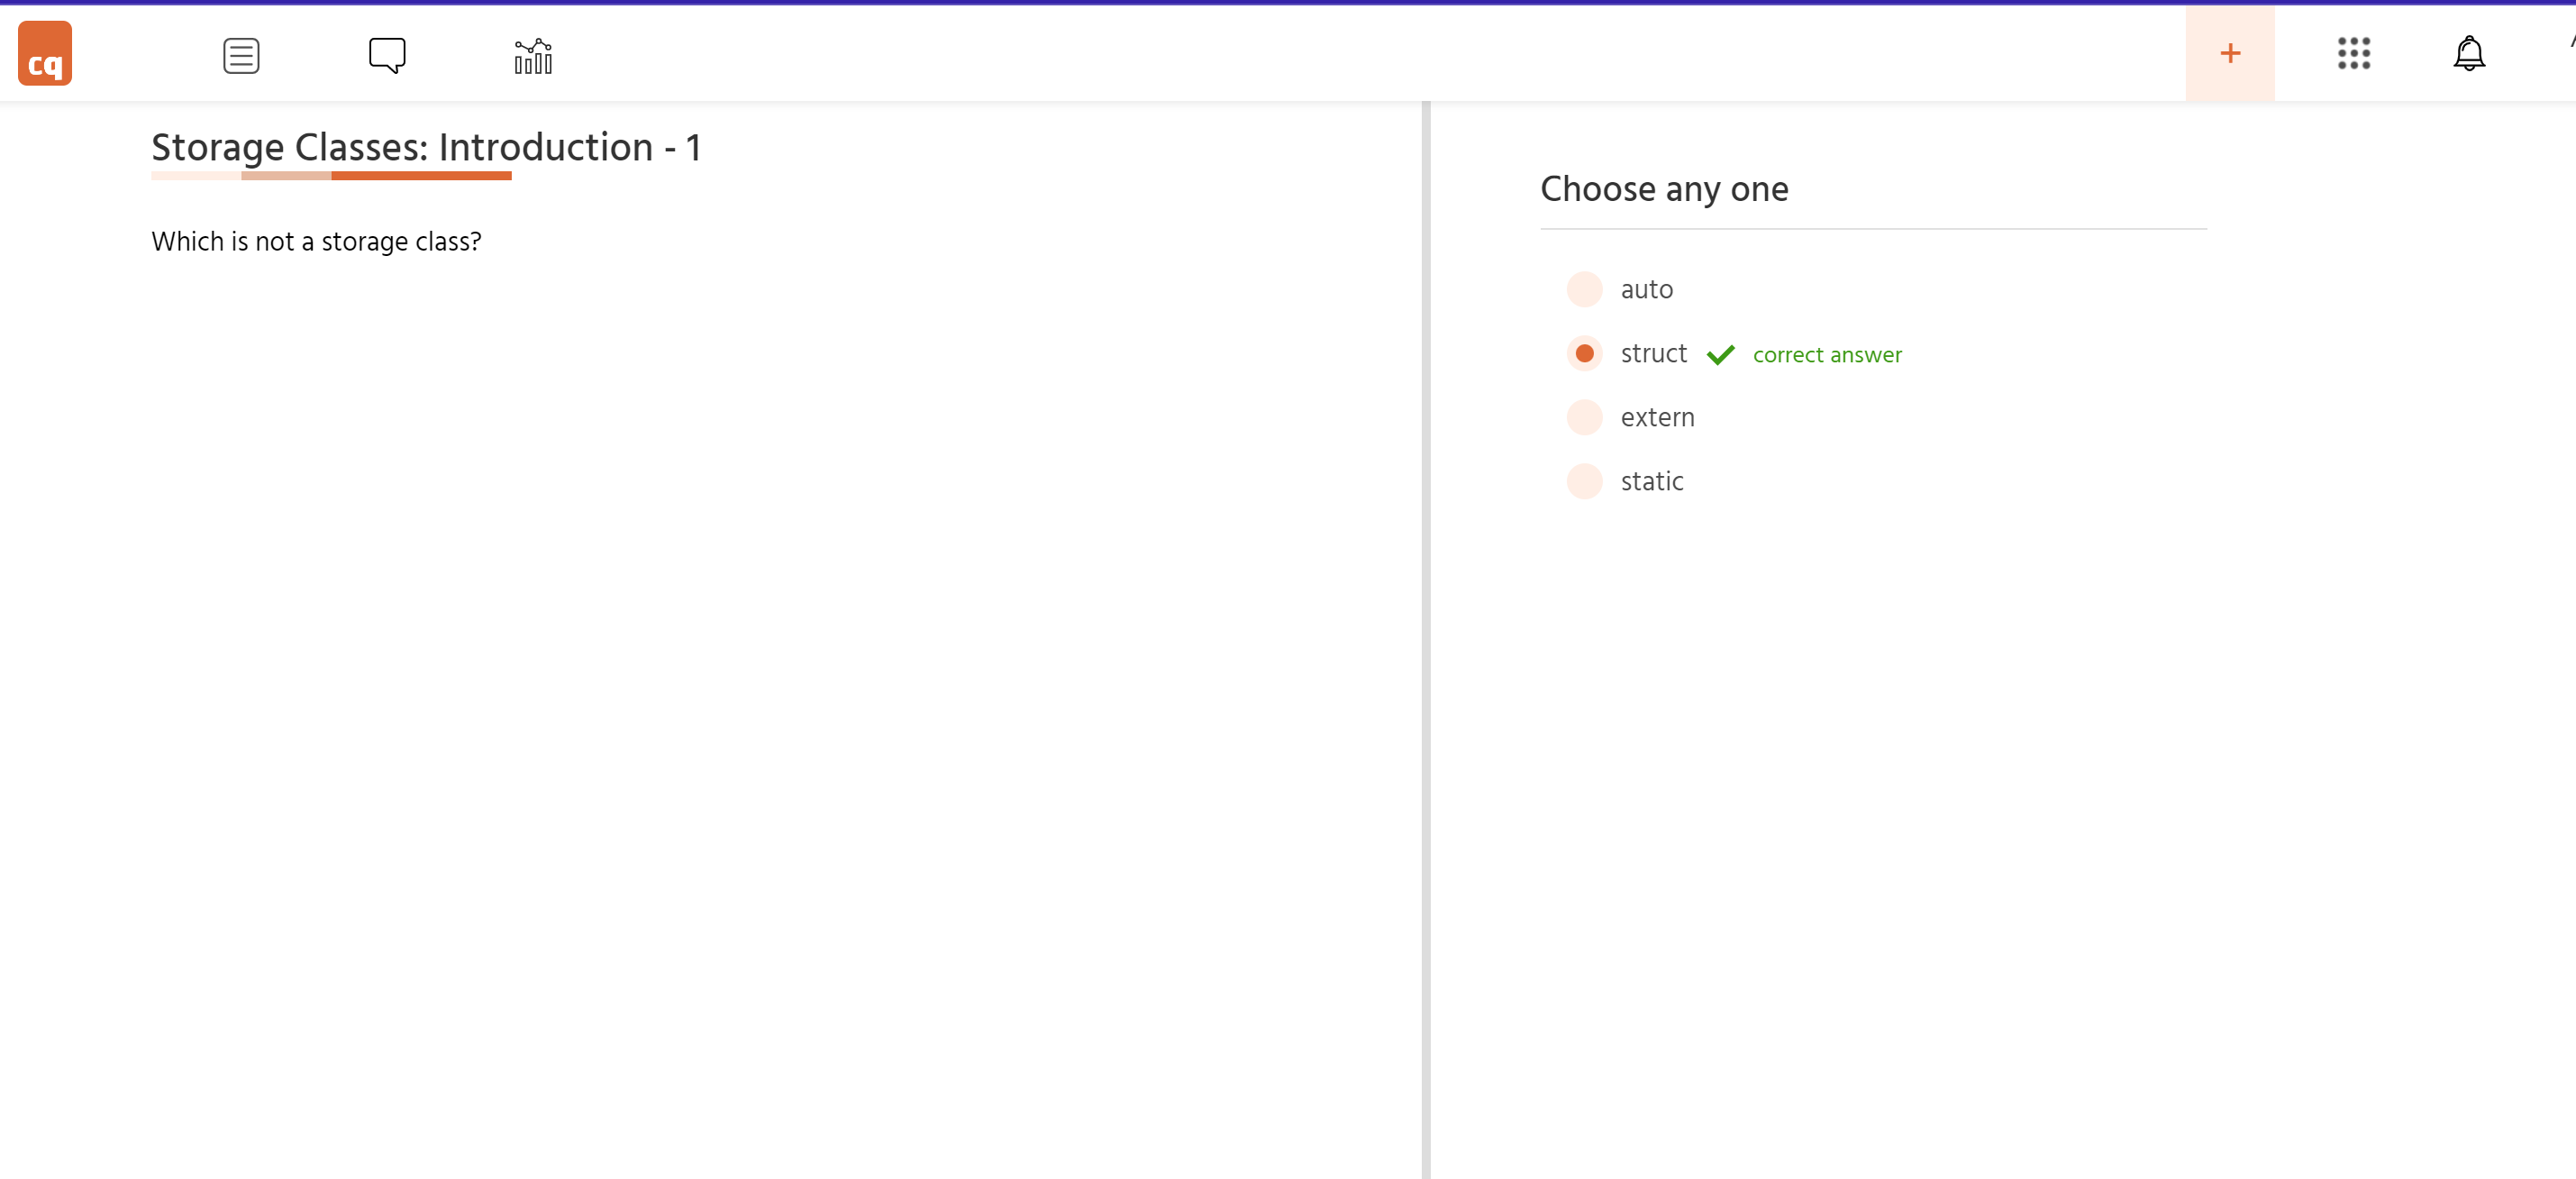 cq
Storage Classes: Introduction - 1
Which is not a storage class?
Choose any one
auto
struct correct answer
extern
static